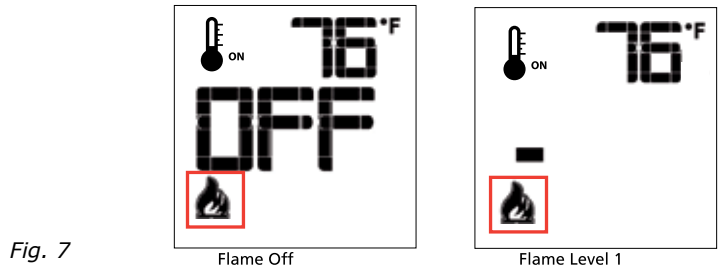 76°F
ON
OFF
Flame Off
76°F
ON
-
Flame Level 1
Fig. 7